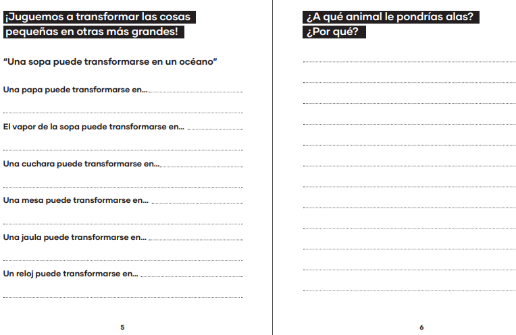 ¡Juguemos a transformar las cosas
pequeñas en otras más grandes!
“Una sopa puede transformarse en un océano”
Una papa puede transformarse en...
El vapor de la sopa puede transformarse en...
Una cuchara puede transformarse en...
Una mesa puede transformarse en...
Una jaula puede transformarse en...
Un reloj puede transformarse en...
5
¿A qué animal le pondrías alas?
¿Por qué?
6